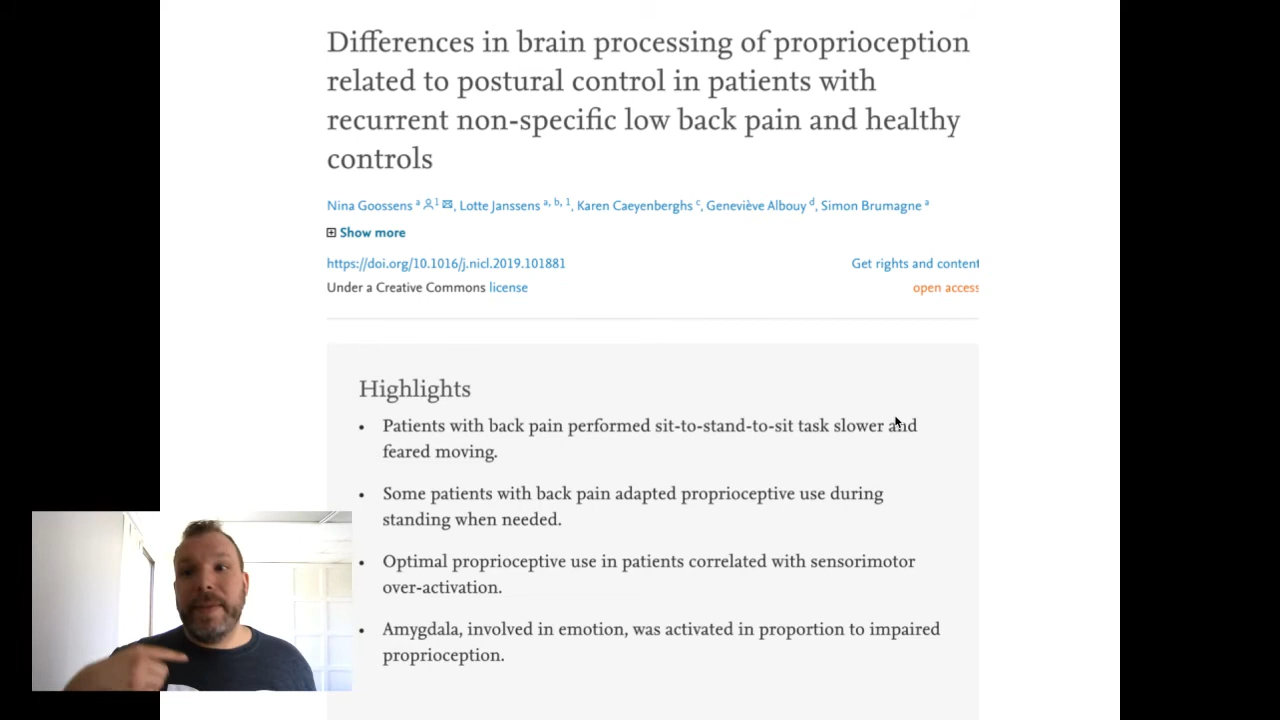 Differences in brain processing of proprioception
related to postural control in patients with
recurrent non-specific low back pain and healthy
controls
Nina Goossens a 1, Lotte Janssens a, b, 1, Karen Caeyenberghs c, Geneviève Albouy d, Simon Brumagne a
Show more
https://doi.org/10.1016/j.nicl.2019.101881 Get rights and content
Under a Creative Commons license open access
Highlights
• Patients with back pain performed sit-to-stand-to-sit task slower and
feared moving.
• Some patients with back pain adapted proprioceptive use during
standing when needed.
• Optimal proprioceptive use in patients correlated with sensorimotor
over-activation.
• Amygdala, involved in emotion, was activated in proportion to impaired
proprioception.